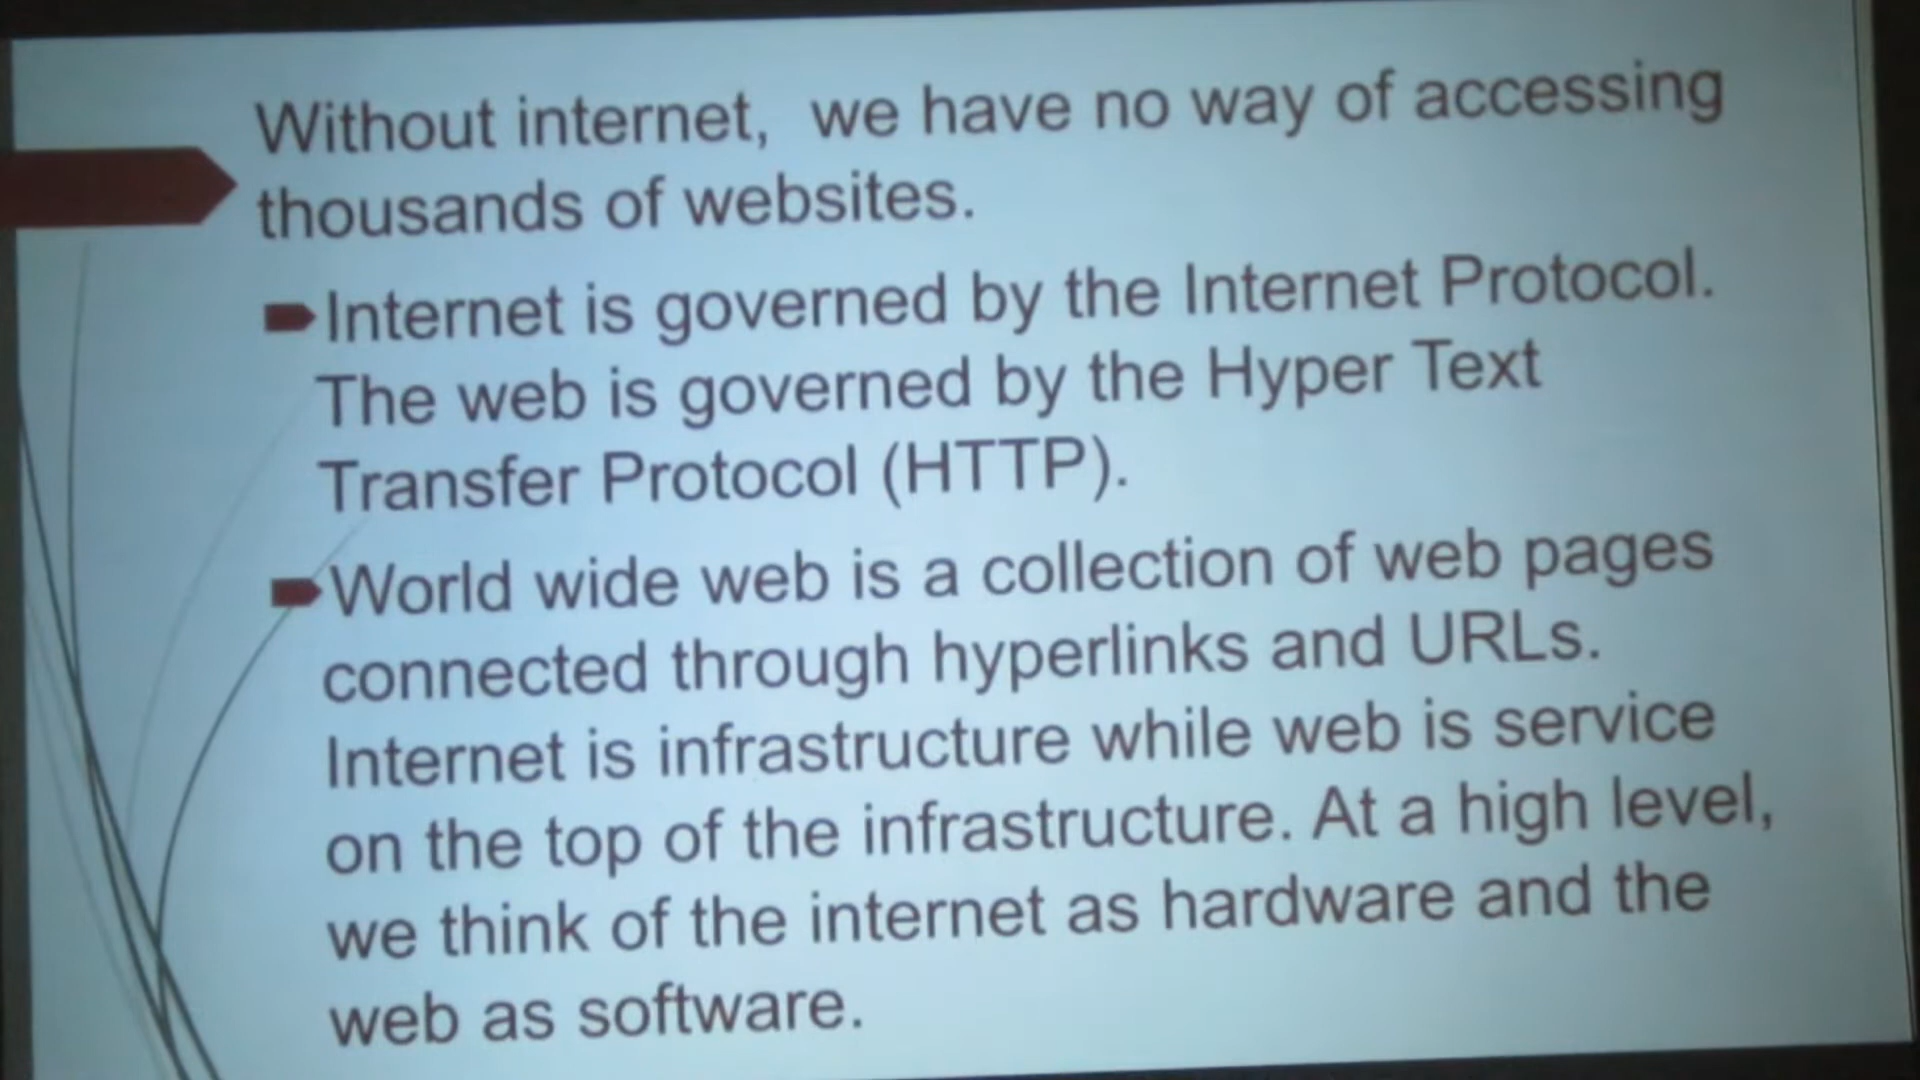 Without internet, we have no way of accessing
thousands of websites.
Internet is governed by the Internet Protocol.
The web is governed by the Hyper Text
Transfer Protocol (HTTP).
World wide web is a collection of web pages
connected through hyperlinks and URLs.
Internet is infrastructure while web is service
on the top of the infrastructure. At a high level,
we think of the internet as hardware and the
web as software.